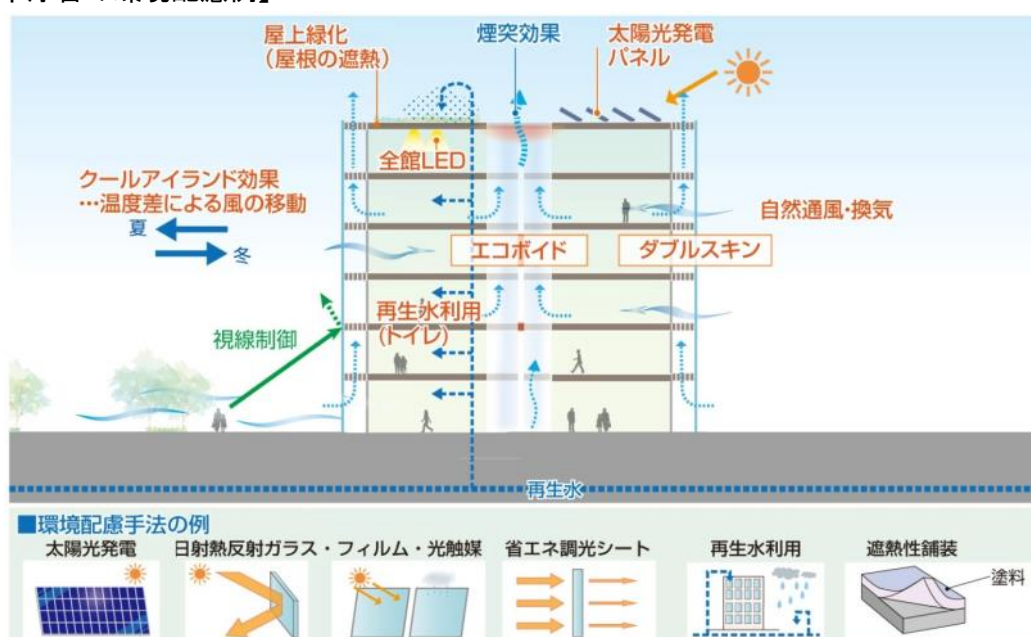 屋上緑化
(屋根の遮熱)
煙突効果
太陽光発電
パネル
全館LED
クールアイランド効果
…温度差による風の移動
夏
冬
自然通風・換気
エコボイド
ダブルスキン
再生水利用
(トイレ)
視線制御
再生水
■環境配慮手法の例
太陽光発電
日射熱反射ガラス・フィルム・光触媒
省エネ調光シート
再生水利用
遮熱性舗装
塗料